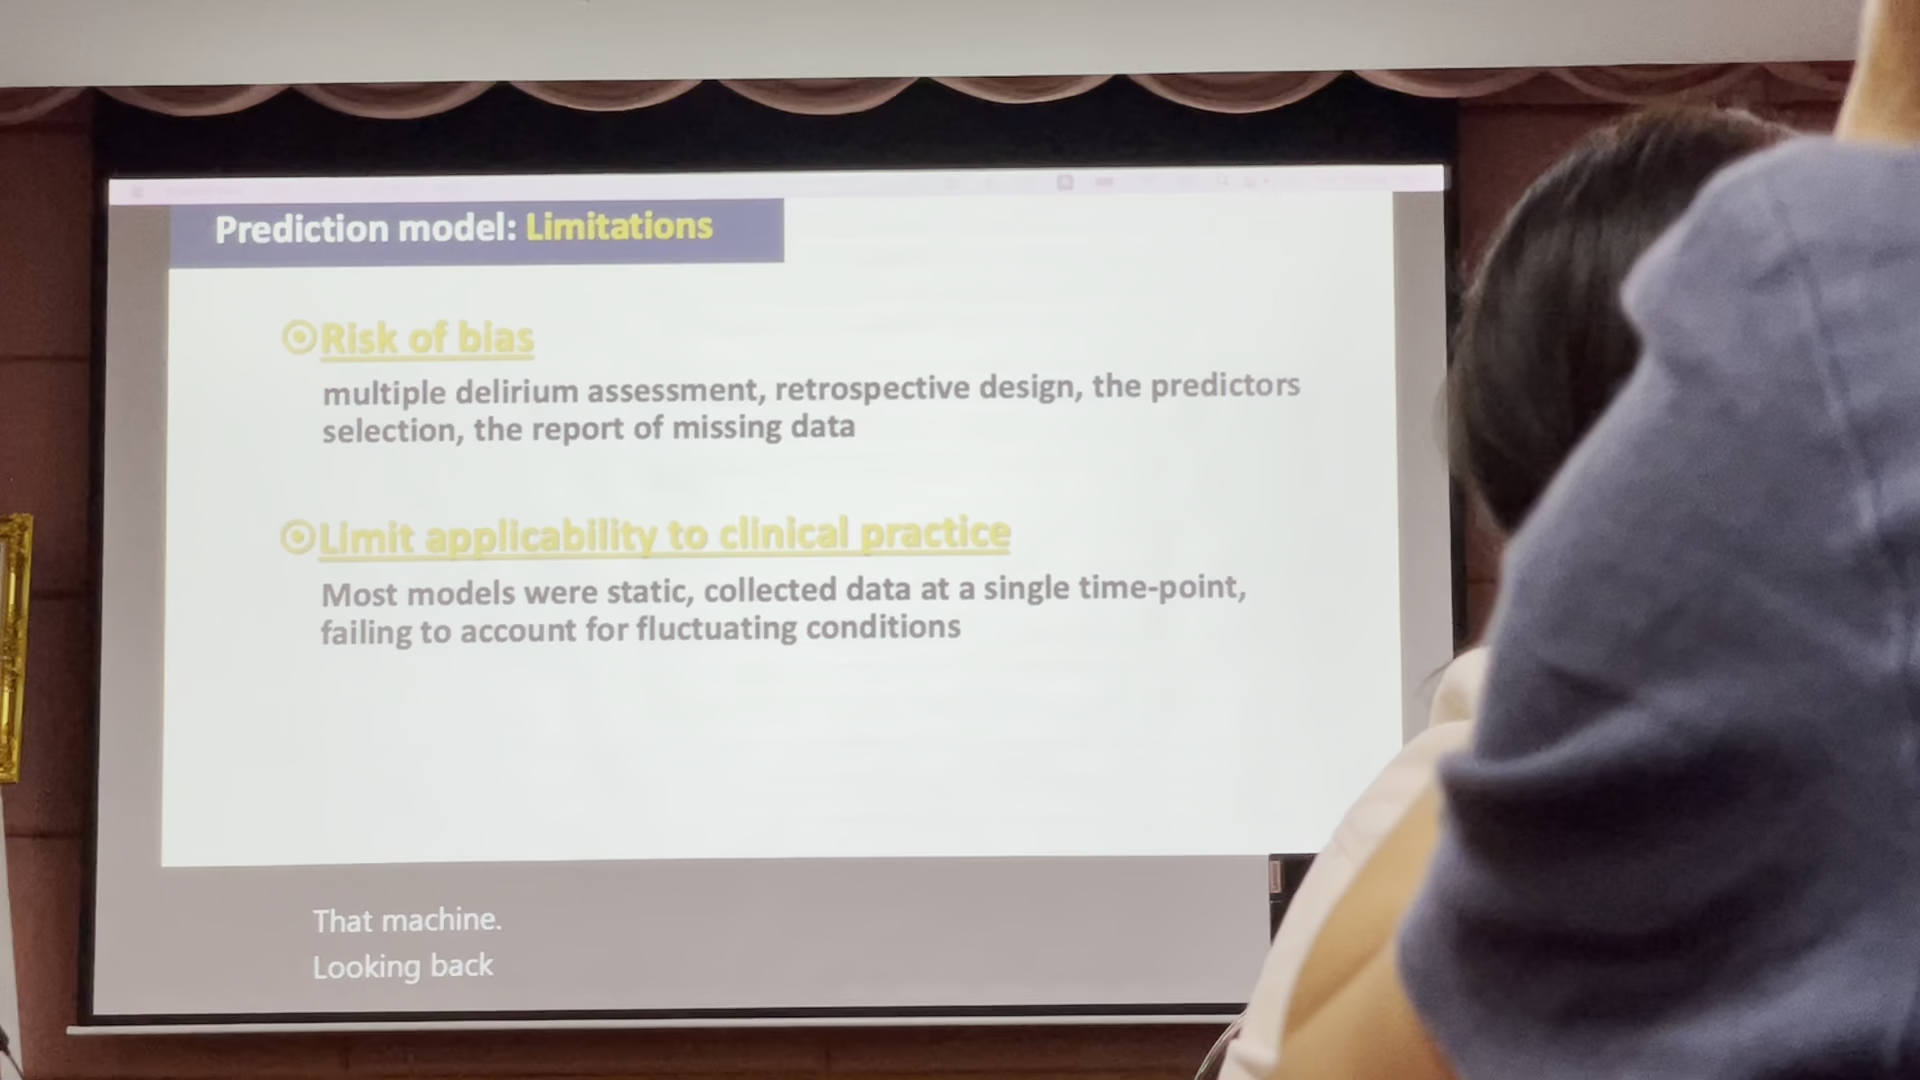 Prediction model: Limitations
Risk of bias
multiple delirium assessment, retrospective design, the predictors
selection, the report of missing data
Limit applicability to clinical practice
Most models were static, collected data at a single time-point,
failing to account for fluctuating conditions
That machine.
Looking back